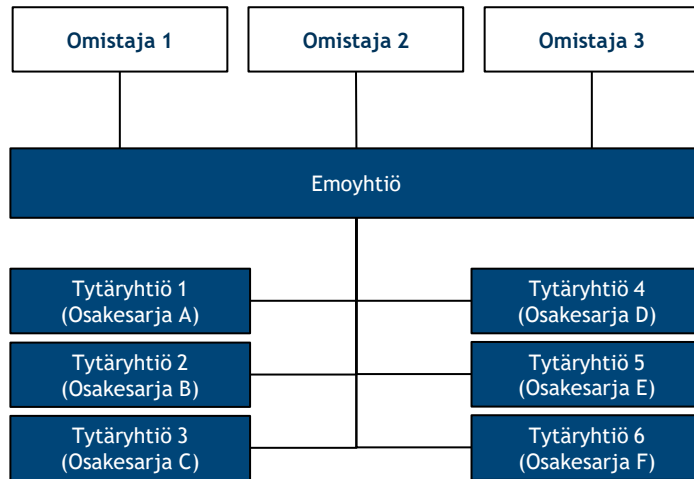 Omistaja 1
Omistaja 2
Omistaja 3
Emoyhtiö
Tytäryhtiö 1
(Osakesarja A)
Tytäryhtiö 2
(Osakesarja B)
Tytäryhtiö 3
(Osakesarja C)
Tytäryhtiö 4
(Osakesarja D)
Tytäryhtiö 5
(Osakesarja E)
Tytäryhtiö 6
(Osakesarja F)